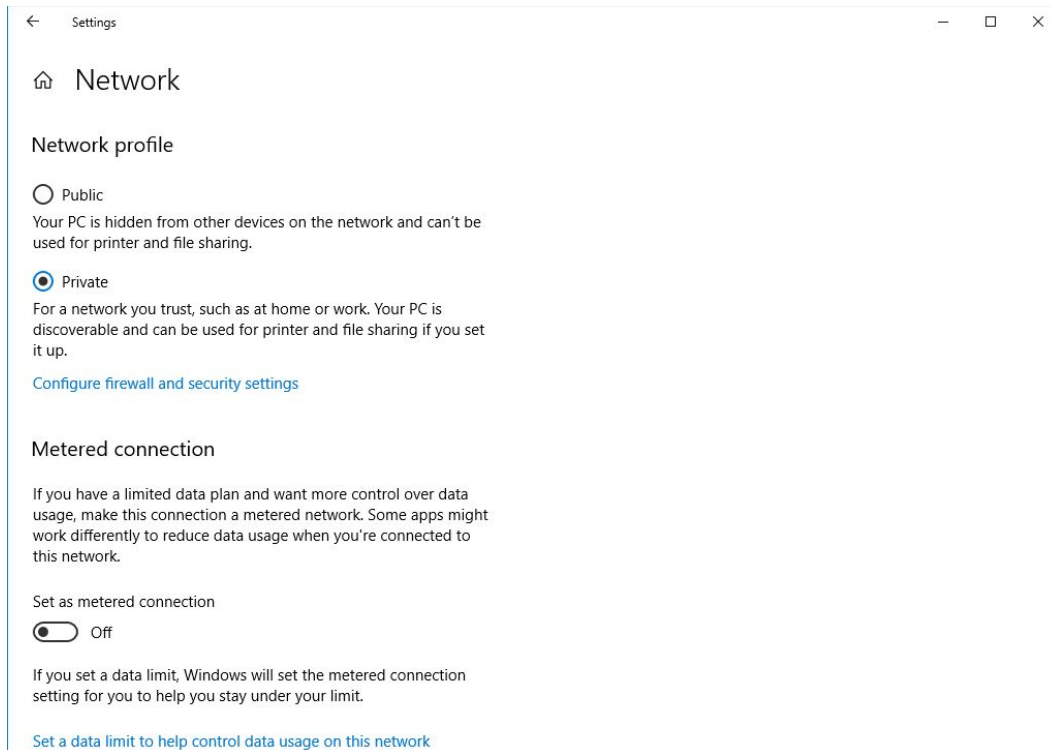 Settings
Network
Network profile
Public
Your PC is hidden from other devices on the network and can't be
used for printer and file sharing.
Private
For a network you trust, such as at home or work. Your PC is
discoverable and can be used for printer and file sharing if you set
it up.
Configure firewall and security settings
Metered connection
If you have a limited data plan and want more control over data
usage, make this connection a metered network. Some apps might
work differently to reduce data usage when you're connected to
this network.
Set as metered connection
Off
If you set a data limit, Windows will set the metered connection
setting for you to help you stay under your limit.
Set a data limit to help control data usage on this network